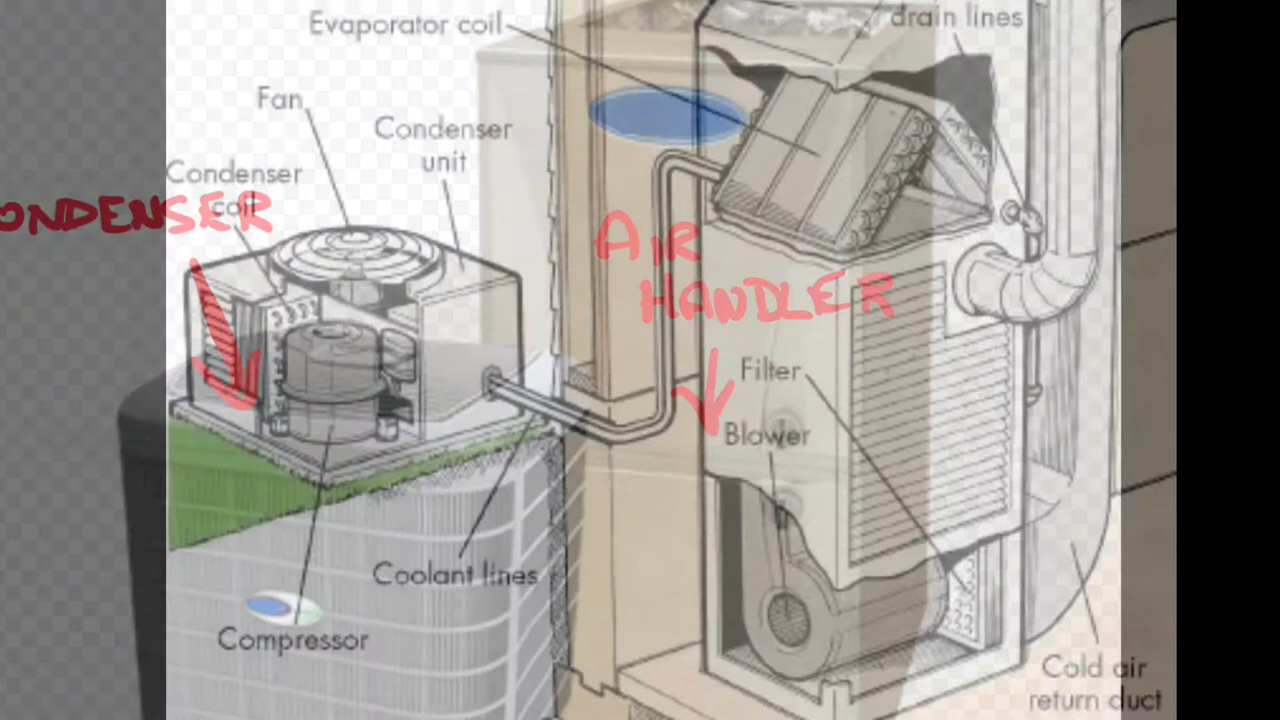 Evaporator coil
drain lines
Fan
Condenser
unit
Condenser
coil
ONDENSER
AIR
HANDLER
Filter
Blower
Coolant lines
Compressor
Cold air
return duct